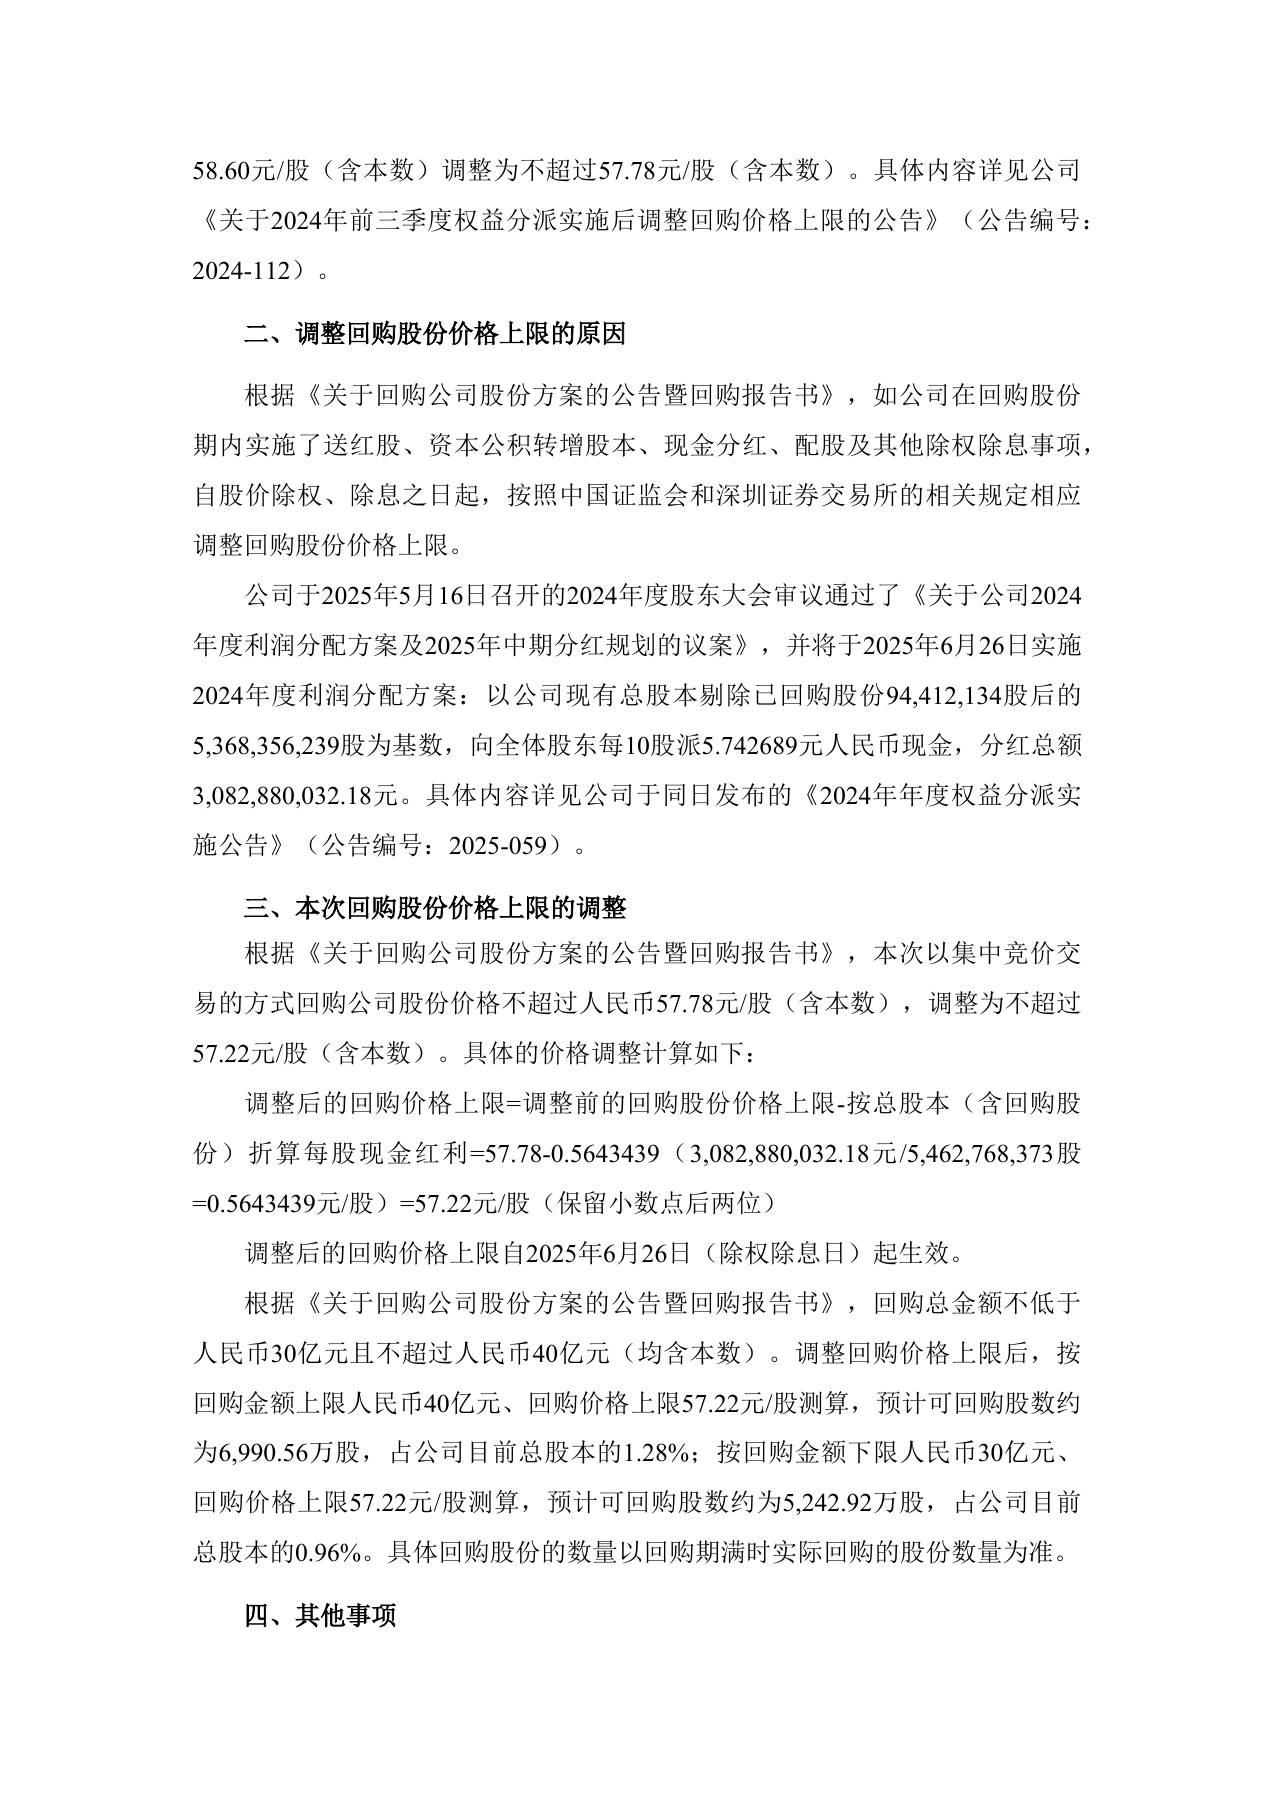 58.60元/股（含本数）调整为不超过57.78元/股（含本数）。具体内容详见公司
《关于2024年前三季度权益分派实施后调整回购价格上限的公告》（公告编号：
2024-112）。
二、调整回购股份价格上限的原因
根据《关于回购公司股份方案的公告暨回购报告书》，如公司在回购股份
期内实施了送红股、资本公积转增股本、现金分红、配股及其他除权除息事项，
自股价除权、除息之日起，按照中国证监会和深圳证券交易所的相关规定相应
调整回购股份价格上限。
公司于2025年5月16日召开的2024年度股东大会审议通过了《关于公司2024
年度利润分配方案及2025年中期分红规划的议案》，并将于2025年6月26日实施
2024年度利润分配方案：以公司现有总股本剔除已回购股份94,412,134股后的
5,368,356,239股为基数，向全体股东每10股派5.742689元人民币现金，分红总额
3,082,880,032.18元。具体内容详见公司于同日发布的《2024年年度权益分派实
施公告》（公告编号：2025-059）。
三、本次回购股份价格上限的调整
根据《关于回购公司股份方案的公告暨回购报告书》，本次以集中竞价交
易的方式回购公司股份价格不超过人民币57.78元/股（含本数），调整为不超过
57.22元/股（含本数）。具体的价格调整计算如下：
调整后的回购价格上限=调整前的回购股份价格上限-按总股本（含回购股
份）折算每股现金红利=57.78-0.5643439（3,082,880,032.18元/5,462,768,373股
=0.5643439元/股）=57.22元/股（保留小数点后两位）
调整后的回购价格上限自2025年6月26日（除权除息日）起生效。
根据《关于回购公司股份方案的公告暨回购报告书》，回购总金额不低于
人民币30亿元且不超过人民币40亿元（均含本数）。调整回购价格上限后，按
回购金额上限人民币40亿元、回购价格上限57.22元/股测算，预计可回购股数约
为6,990.56万股，占公司目前总股本的1.28%；按回购金额下限人民币30亿元、
回购价格上限57.22元/股测算，预计可回购股数约为5,242.92万股，占公司目前
总股本的0.96%。具体回购股份的数量以回购期满时实际回购的股份数量为准。
四、其他事项